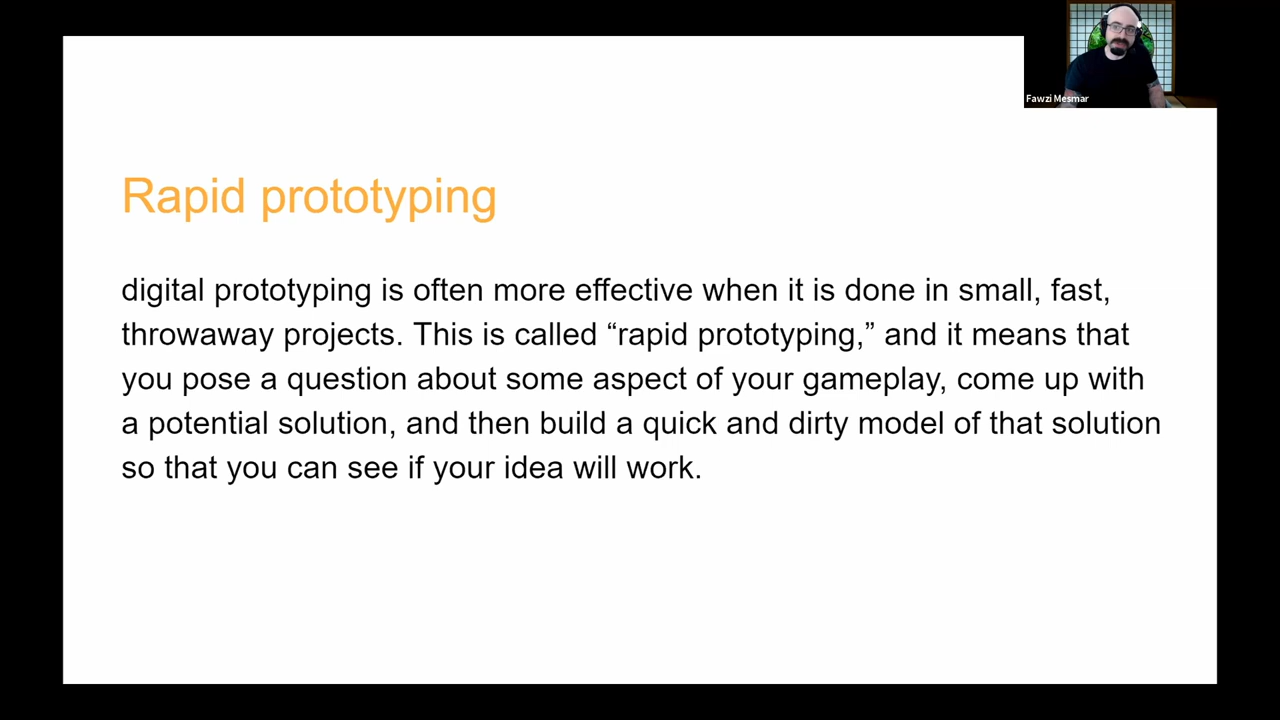 Fawzi Mesmar
Rapid prototyping
digital prototyping is often more effective when it is done in small, fast,
throwaway projects. This is called “rapid prototyping,” and it means that
you pose a question about some aspect of your gameplay, come up with
a potential solution, and then build a quick and dirty model of that solution
so that you can see if your idea will work.